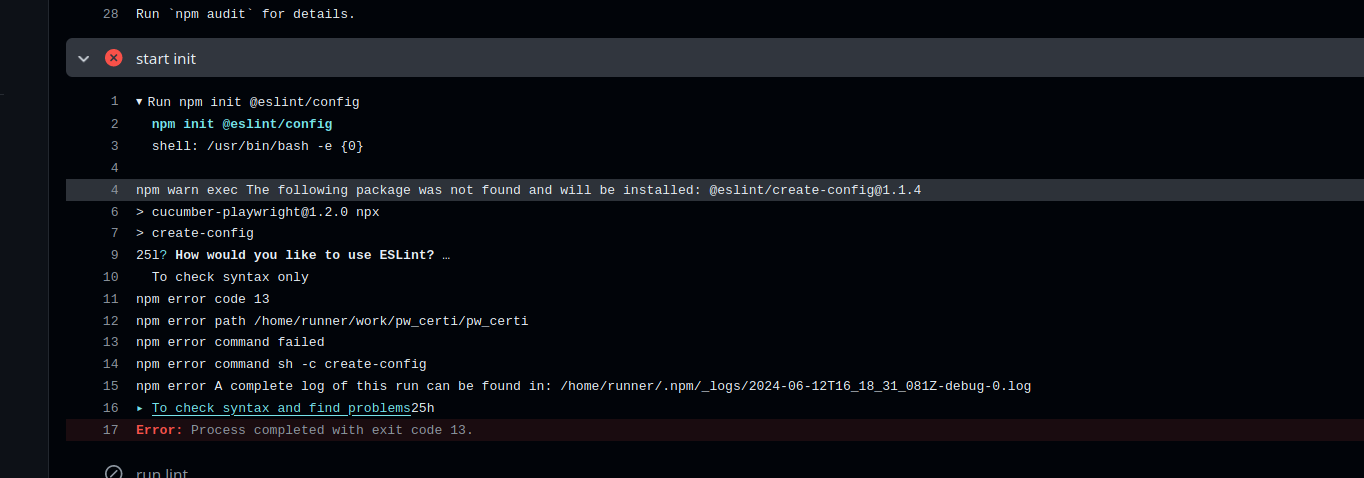 28 Run `npm audit` for details.
start init
1 ▼ Run npm init @eslint/config
2 npm init @eslint/config
3 shell: /usr/bin/bash -e {0}
4
4 npm warn exec The following package was not found and will be installed: @eslint/create-config@1.1.4
6 > cucumber-playwright@1.2.0 npx
7 > create-config
9 25l? How would you like to use ESLint? …
10 To check syntax only
11 npm error code 13
12 npm error path /home/runner/work/pw_certi/pw_certi
13 npm error command failed
14 npm error command sh -c create-config
15 npm error A complete log of this run can be found in: /home/runner/.npm/_logs/2024-06-12T16_18_31_081Z-debug-0.log
16 ▸ To check syntax and find problems25h
17 Error: Process completed with exit code 13.
run lint